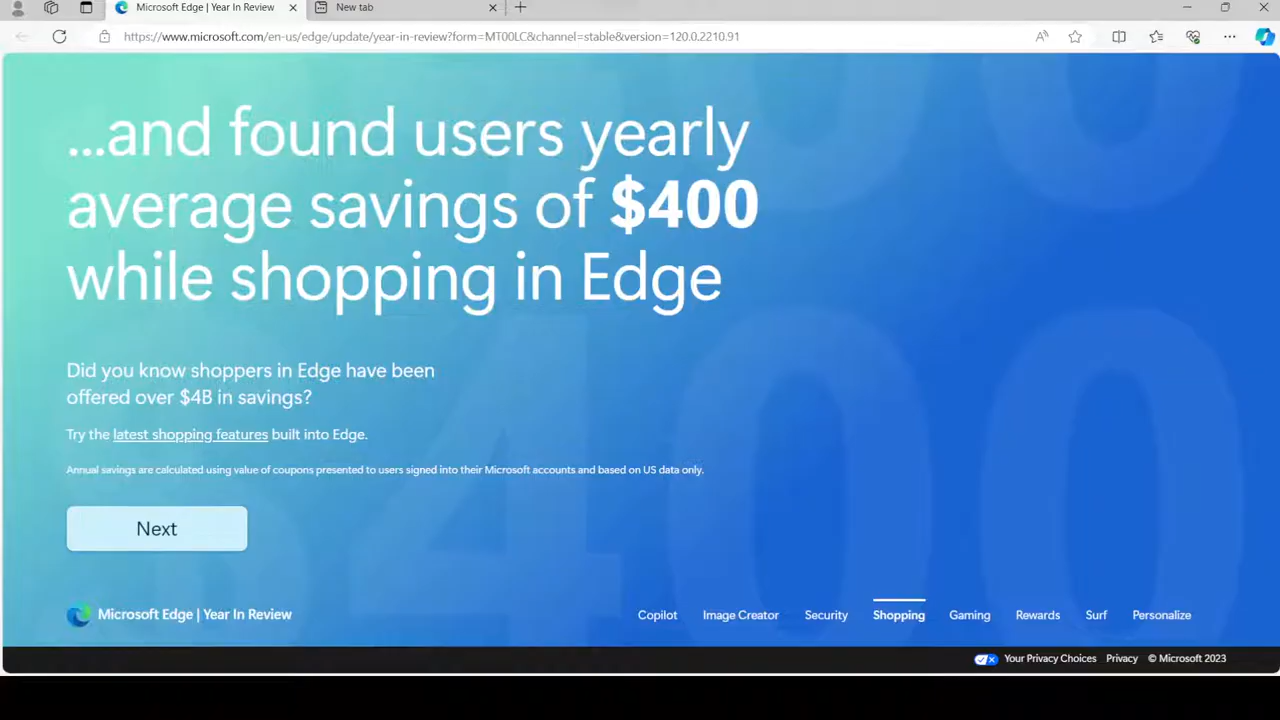 Microsoft Edge | Year In Review
New tab
https://www.microsoft.com/en-us/edge/update/year-in-review?form=MT00LC&channel=stable&version=120.0.2210.91
...and found users yearly
average savings of $400
while shopping in Edge
Did you know shoppers in Edge have been
offered over $4B in savings?
Try the latest shopping features built into Edge.
Annual savings are calculated using value of coupons presented to users signed into their Microsoft accounts and based on US data only.
Next
Microsoft Edge | Year In Review
Copilot Image Creator Security Shopping Gaming Rewards Surf Personalize
Your Privacy Choices Privacy © Microsoft 2023